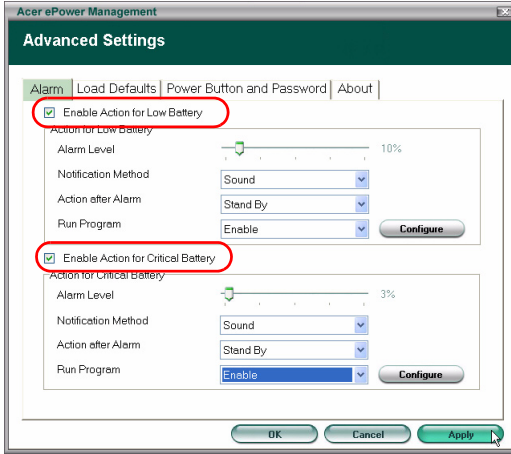 Acer ePower Management
Advanced Settings
Alarm Load Defaults Power Button and Password About
Enable Action for Low Battery
Action for Low Battery
Alarm Level 10%
Notification Method Sound
Action after Alarm Stand By
Run Program Enable Configure
Enable Action for Critical Battery
Action for Critical Battery
Alarm Level 3%
Notification Method Sound
Action after Alarm Stand By
Run Program Enable Configure
OK Cancel Apply